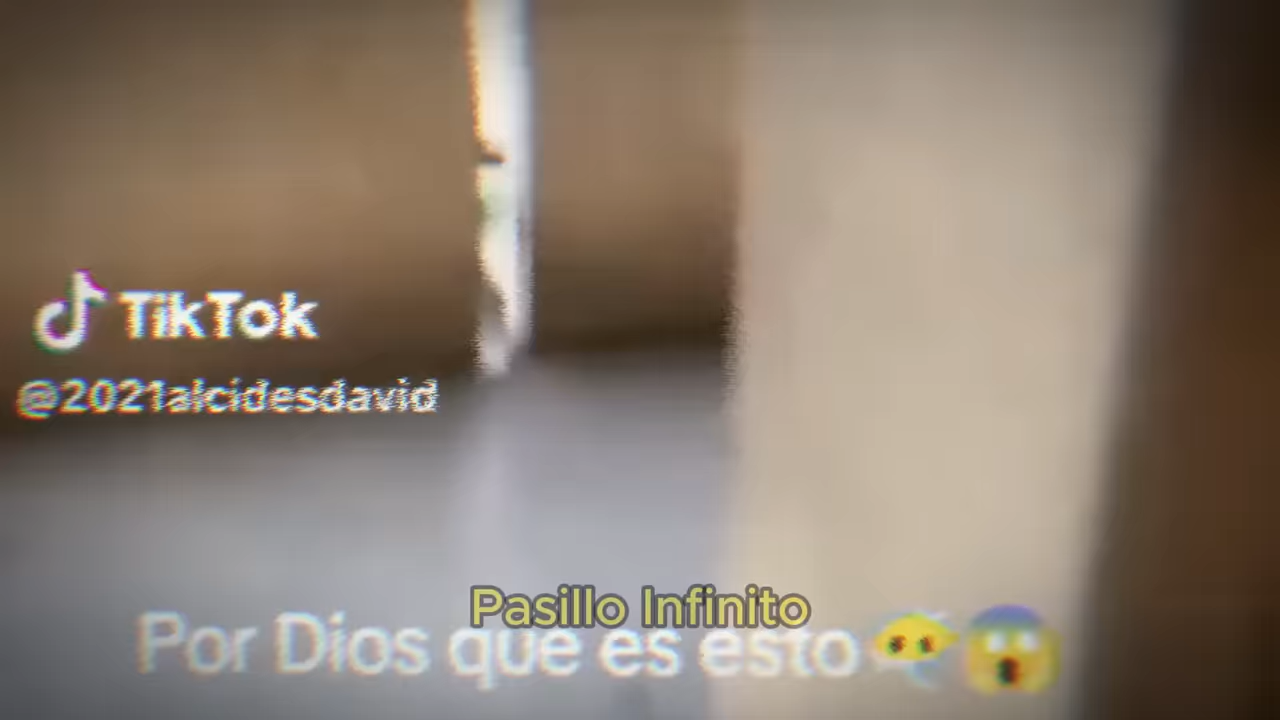 TikTok
@2021alcidesdavid
Pasillo Infinito
Por Dios que es esto😶‍🌫️😱